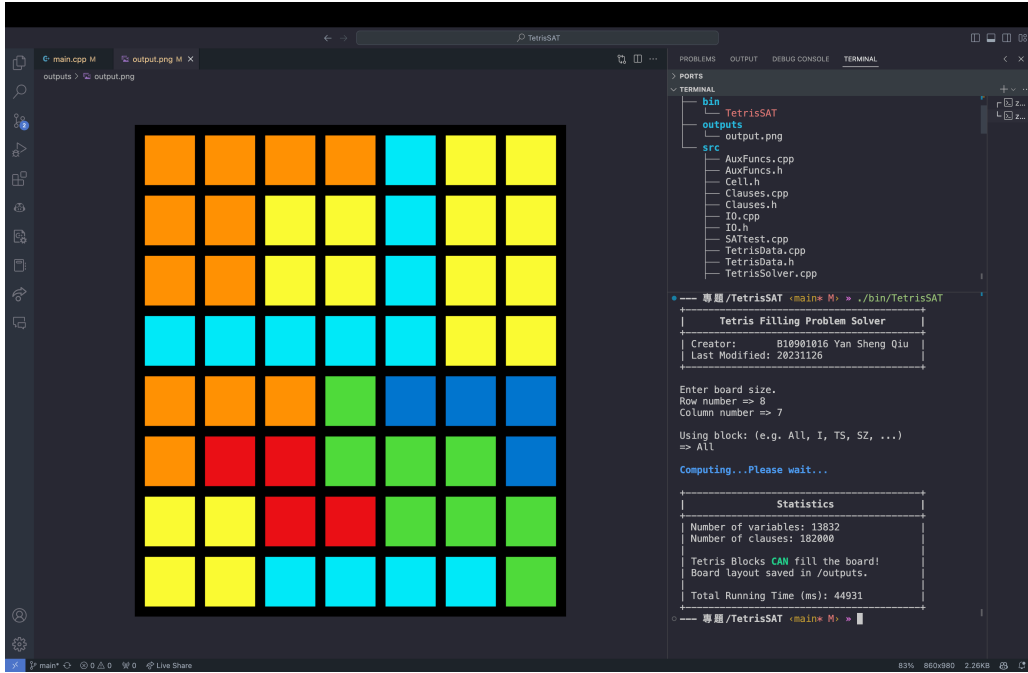 TetrisSAT
main.cpp M
output.png M
outputs > output.png
PROBLEMS OUTPUT DEBUG CONSOLE TERMINAL
PORTS
TERMINAL
bin
TetrisSAT
outputs
output.png
src
AuxFuncs.cpp
AuxFuncs.h
Cell.h
Clauses.cpp
Clauses.h
IO.cpp
IO.h
SATtest.cpp
TetrisData.cpp
TetrisData.h
TetrisSolver.cpp
z...
z...
--- 專題/TetrisSAT ‹main* M› » ./bin/TetrisSAT
Tetris Filling Problem Solver
Creator: B10901016 Yan Sheng Qiu
Last Modified: 20231126
Enter board size.
Row number => 8
Column number => 7
Using block: (e.g. All, I, TS, SZ, ...)
=> All
Computing...Please wait...
Statistics
Number of variables: 13832
Number of clauses: 182000
Tetris Blocks CAN fill the board!
Board layout saved in /outputs.
Total Running Time (ms): 44931
--- 專題/TetrisSAT ‹main* M› »
main* 0 0 0 Live Share
83% 860x980 2.26KB